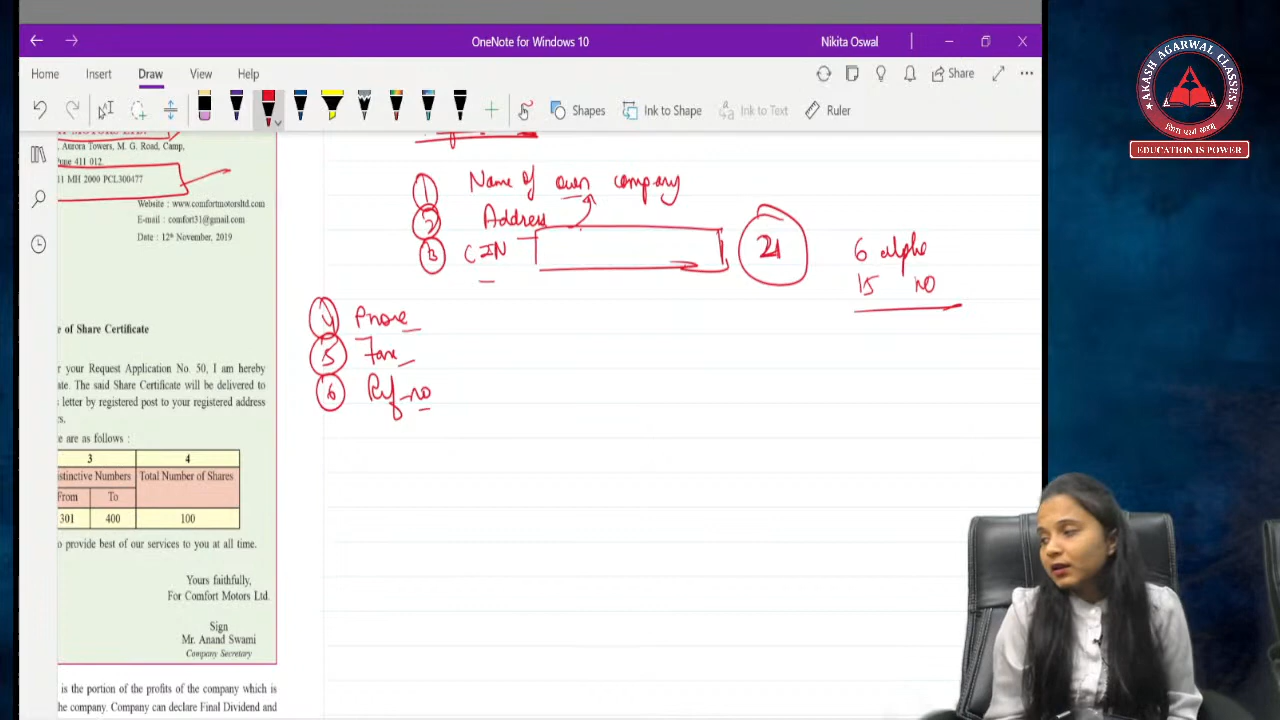 OneNote for Windows 10
Nikita Oswal
Home Insert Draw View Help
Share
Shapes
Ink to Shape
Ink to Text
Ruler
MOTORS LTD.
, Aurora Towers, M. G. Road, Camp,
Pune 411 012.
11 MH 2000 PCL300477
Website : www.comfortmotorsltd.com
E-mail : comfort31@gmail.com
Date : 12th November, 2019
e of Share Certificate
r your Request Application No. 50, I am hereby
ate. The said Share Certificate will be delivered to
s letter by registered post to your registered address
rs.
e are as follows :
3 4
istinctive Numbers Total Number of Shares
From To
301 400 100
o provide best of our services to you at all time.
Yours faithfully,
For Comfort Motors Ltd.
Sign
Mr. Anand Swami
Company Secretary
is the portion of the profits of the company which is
he company. Company can declare Final Dividend and
1 Name of own company
2 Address
3 CIN
21
6 alpha
15 no
4 Phone
5 Fax
6 Ref no
AKASH AGARWAL CLASSES
EDUCATION IS POWER